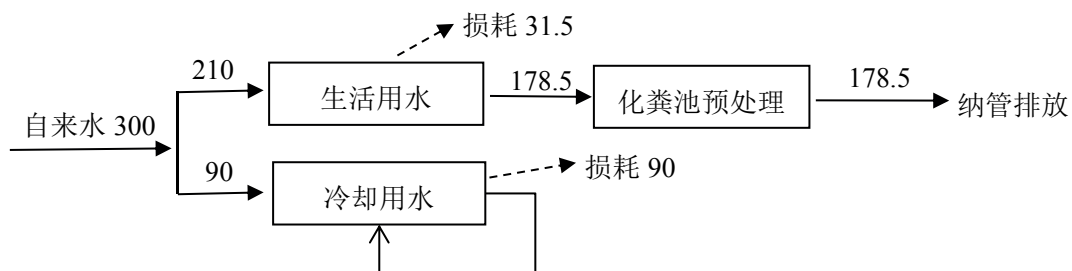 损耗 31.5
210
生活用水
178.5
化粪池预处理
178.5
纳管排放
自来水 300
90
冷却用水
损耗 90